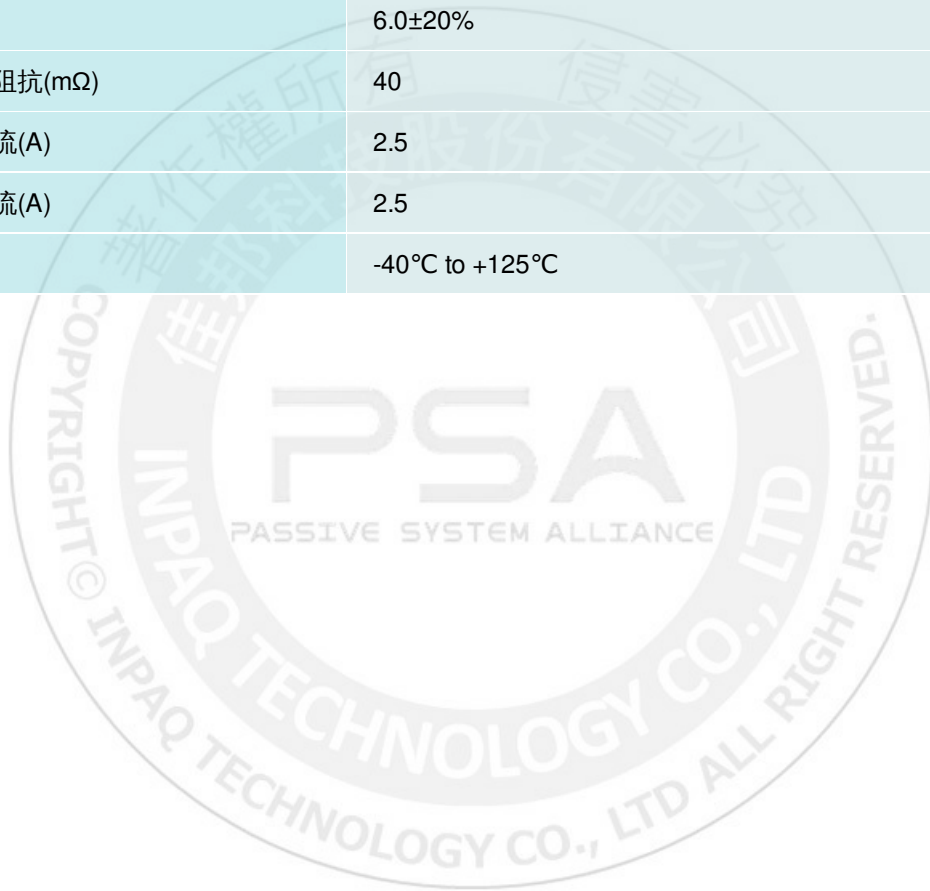 6.0±20%
阻抗(mΩ) 40
流(A) 2.5
流(A) 2.5
-40℃ to +125℃
著作權所有 侵害必究
佳邦科技股份有限公司
PSA
PASSIVE SYSTEM ALLIANCE
INPAQ TECHNOLOGY CO., LTD
COPYRIGHT© INPAQ TECHNOLOGY CO., LTD ALL RIGHT RESERVED.